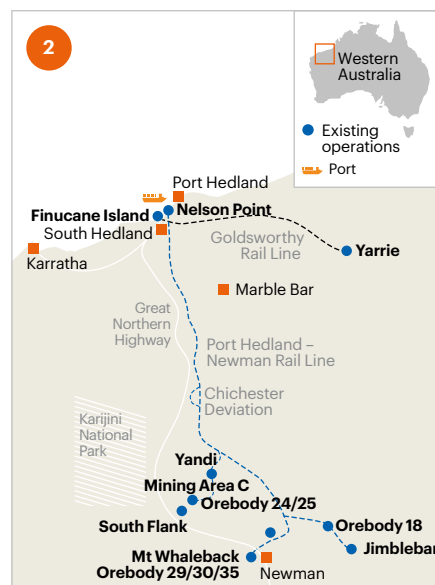 2
Western
Australia
Existing
operations
Port
Port Hedland
Nelson Point
Finucane Island
South Hedland
Goldsworthy
Rail Line
Yarrie
Karratha
Marble Bar
Great
Northern
Highway
Port Hedland –
Newman Rail Line
Chichester
Deviation
Karijini
National
Park
Yandi
Mining Area C
Orebody 24/25
South Flank
Orebody 18
Mt Whaleback
Orebody 29/30/35
Newman
Jimblebar